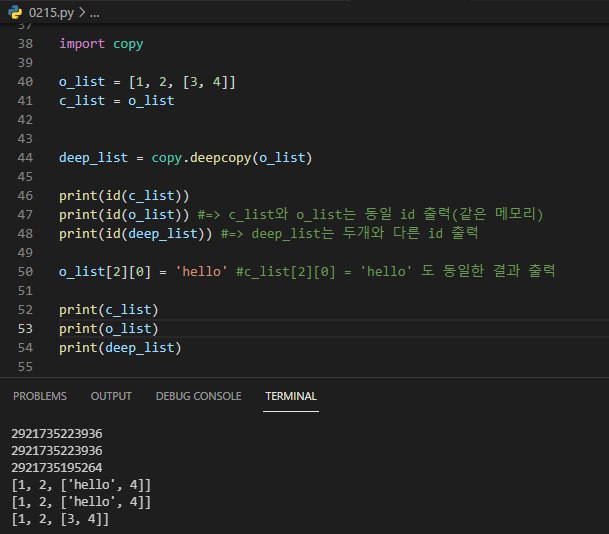 0215.py > ...
37
38 import copy
39
40 o_list = [1, 2, [3, 4]]
41 c_list = o_list
42
43
44 deep_list = copy.deepcopy(o_list)
45
46 print(id(c_list))
47 print(id(o_list)) #=> c_list와 o_list는 동일 id 출력(같은 메모리)
48 print(id(deep_list)) #=> deep_list는 두개와 다른 id 출력
49
50 o_list[2][0] = 'hello' #c_list[2][0] = 'hello' 도 동일한 결과 출력
51
52 print(c_list)
53 print(o_list)
54 print(deep_list)
55
PROBLEMS OUTPUT DEBUG CONSOLE TERMINAL
2921735223936
2921735223936
2921735195264
[1, 2, ['hello', 4]]
[1, 2, ['hello', 4]]
[1, 2, [3, 4]]